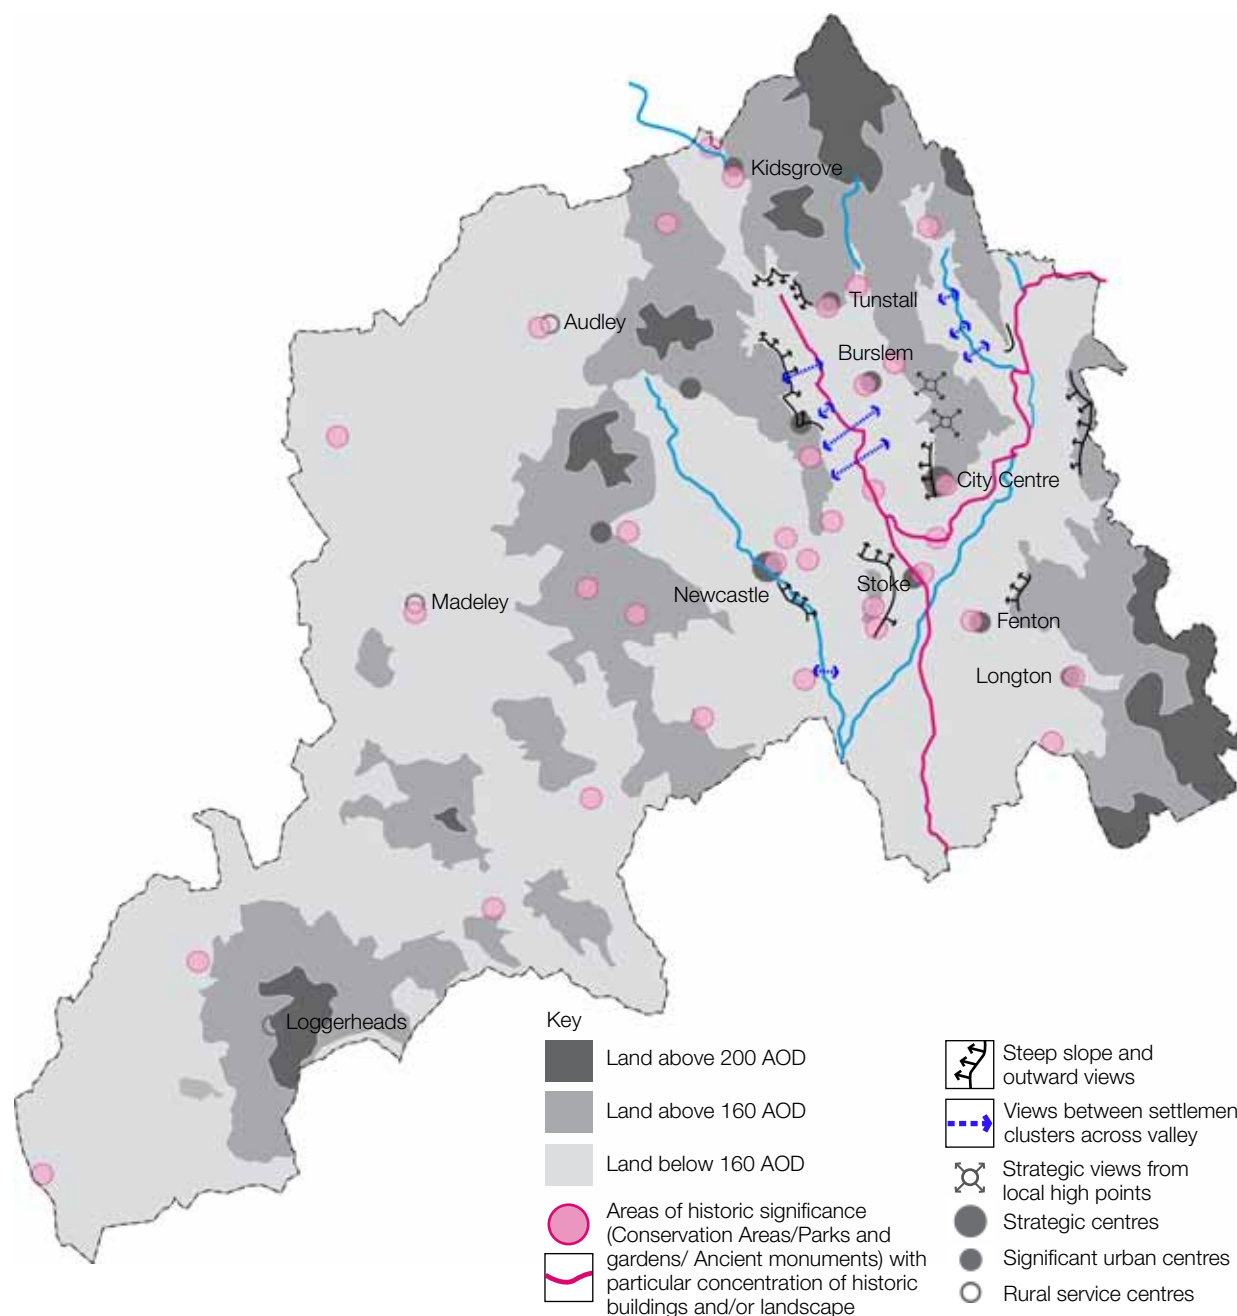 Kidsgrove
Tunstall
Audley
Burslem
City Centre
Newcastle
Stoke
Madeley
Fenton
Longton
Loggerheads
Key
Land above 200 AOD
Land above 160 AOD
Land below 160 AOD
Areas of historic significance
(Conservation Areas/Parks and
gardens/ Ancient monuments) with
particular concentration of historic
buildings and/or landscape
Steep slope and
outward views
Views between settlemen
clusters across valley
Strategic views from
local high points
Strategic centres
Significant urban centres
Rural service centres